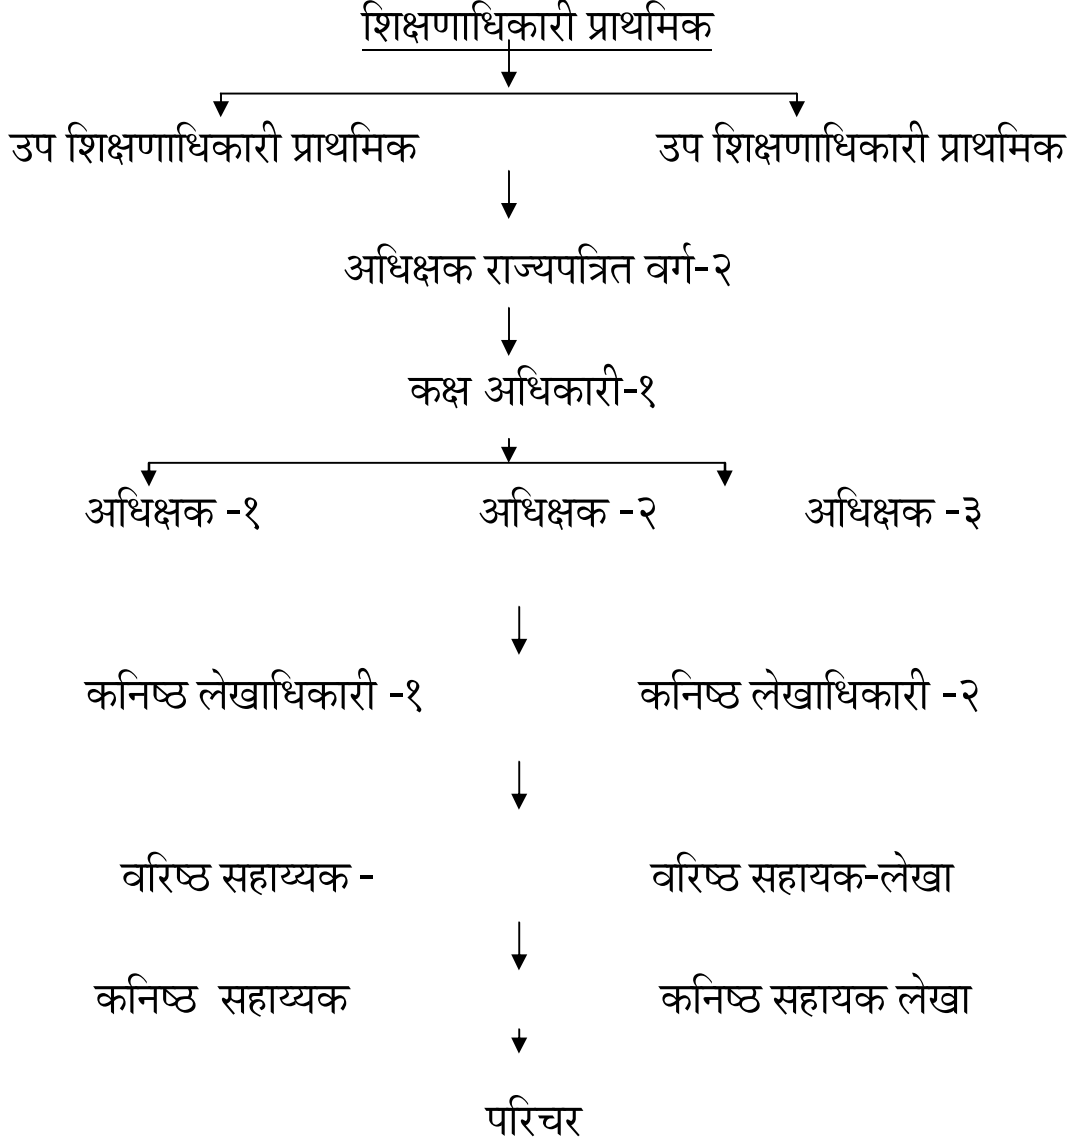 शिक्षणाधिकारी प्राथमिक
उप शिक्षणाधिकारी प्राथमिक उप शिक्षणाधिकारी प्राथमिक
अधिक्षक राज्यपत्रित वर्ग-२
कक्ष अधिकारी-१
अधिक्षक -१ अधिक्षक -२ अधिक्षक -३
कनिष्ठ लेखाधिकारी -१ कनिष्ठ लेखाधिकारी -२
वरिष्ठ सहाय्यक - वरिष्ठ सहायक-लेखा
कनिष्ठ सहाय्यक कनिष्ठ सहायक लेखा
परिचर